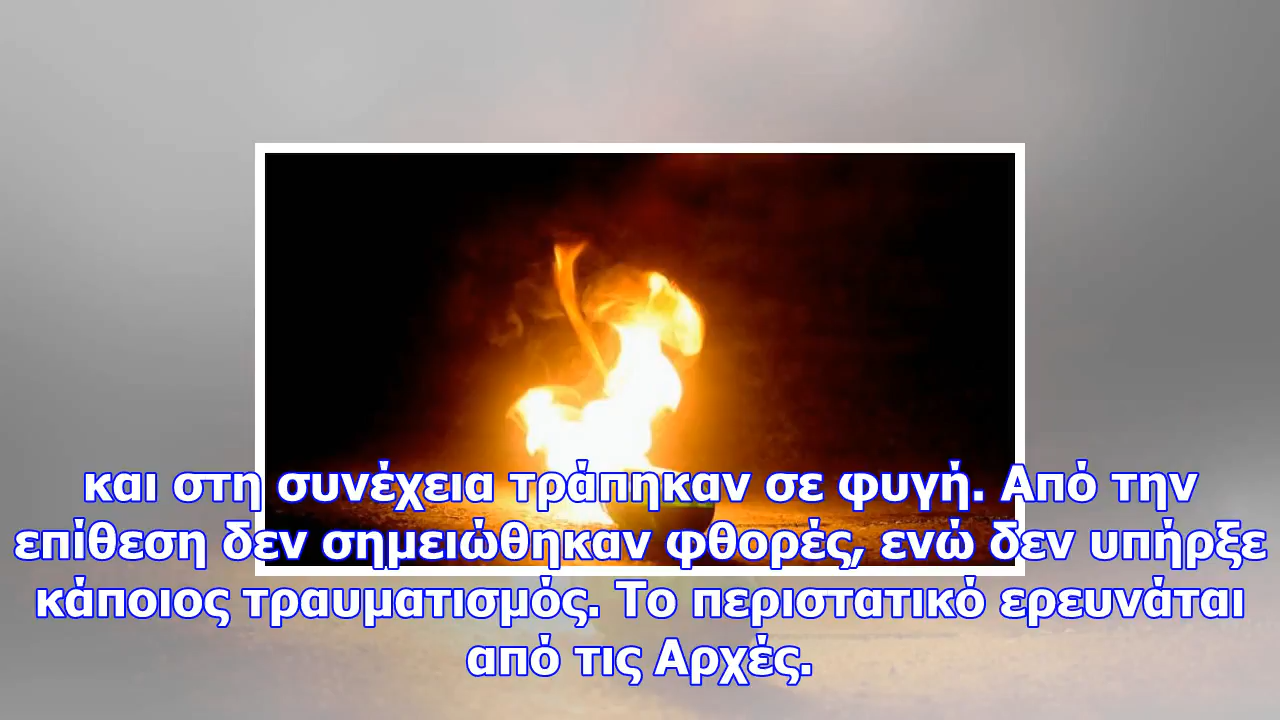 και στη συνέχεια τράπηκαν σε φυγή. Από την
επίθεση δεν σημειώθηκαν φθορές, ενώ δεν υπήρξε
κάποιος τραυματισμός. Το περιστατικό ερευνάται
από τις Αρχές.